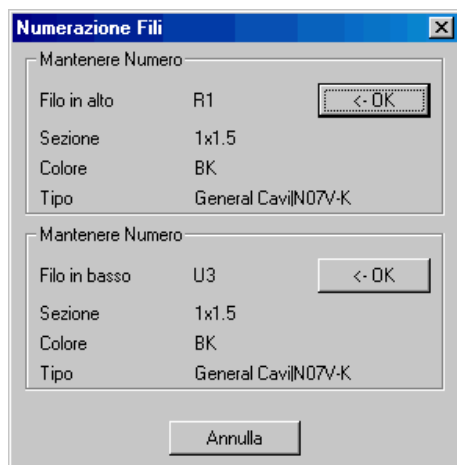 Numerazione Fili
Mantenere Numero
Filo in alto R1 <- OK
Sezione 1x1.5
Colore BK
Tipo General Cavi|N07V-K
Mantenere Numero
Filo in basso U3 <- OK
Sezione 1x1.5
Colore BK
Tipo General Cavi|N07V-K
Annulla